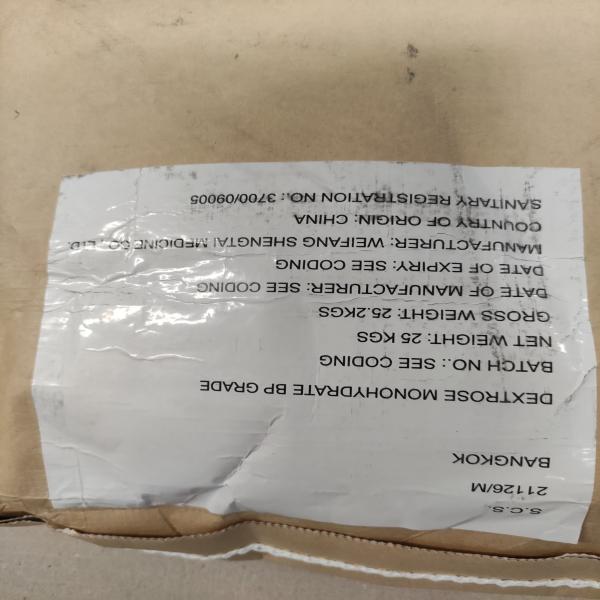 S.C.S.
21126/M
BANGKOK
DEXTROSE MONOHYDRATE BP GRADE
BATCH NO.: SEE CODING
NET WEIGHT: 25 KGS
GROSS WEIGHT: 25.2KGS
DATE OF MANUFACTURER: SEE CODING
DATE OF EXPIRY: SEE CODING
MANUFACTURER: WEIFANG SHENGTAI MEDICINE CO., LTD.
COUNTRY OF ORIGIN: CHINA
SANITARY REGISTRATION NO.: 3700/09005